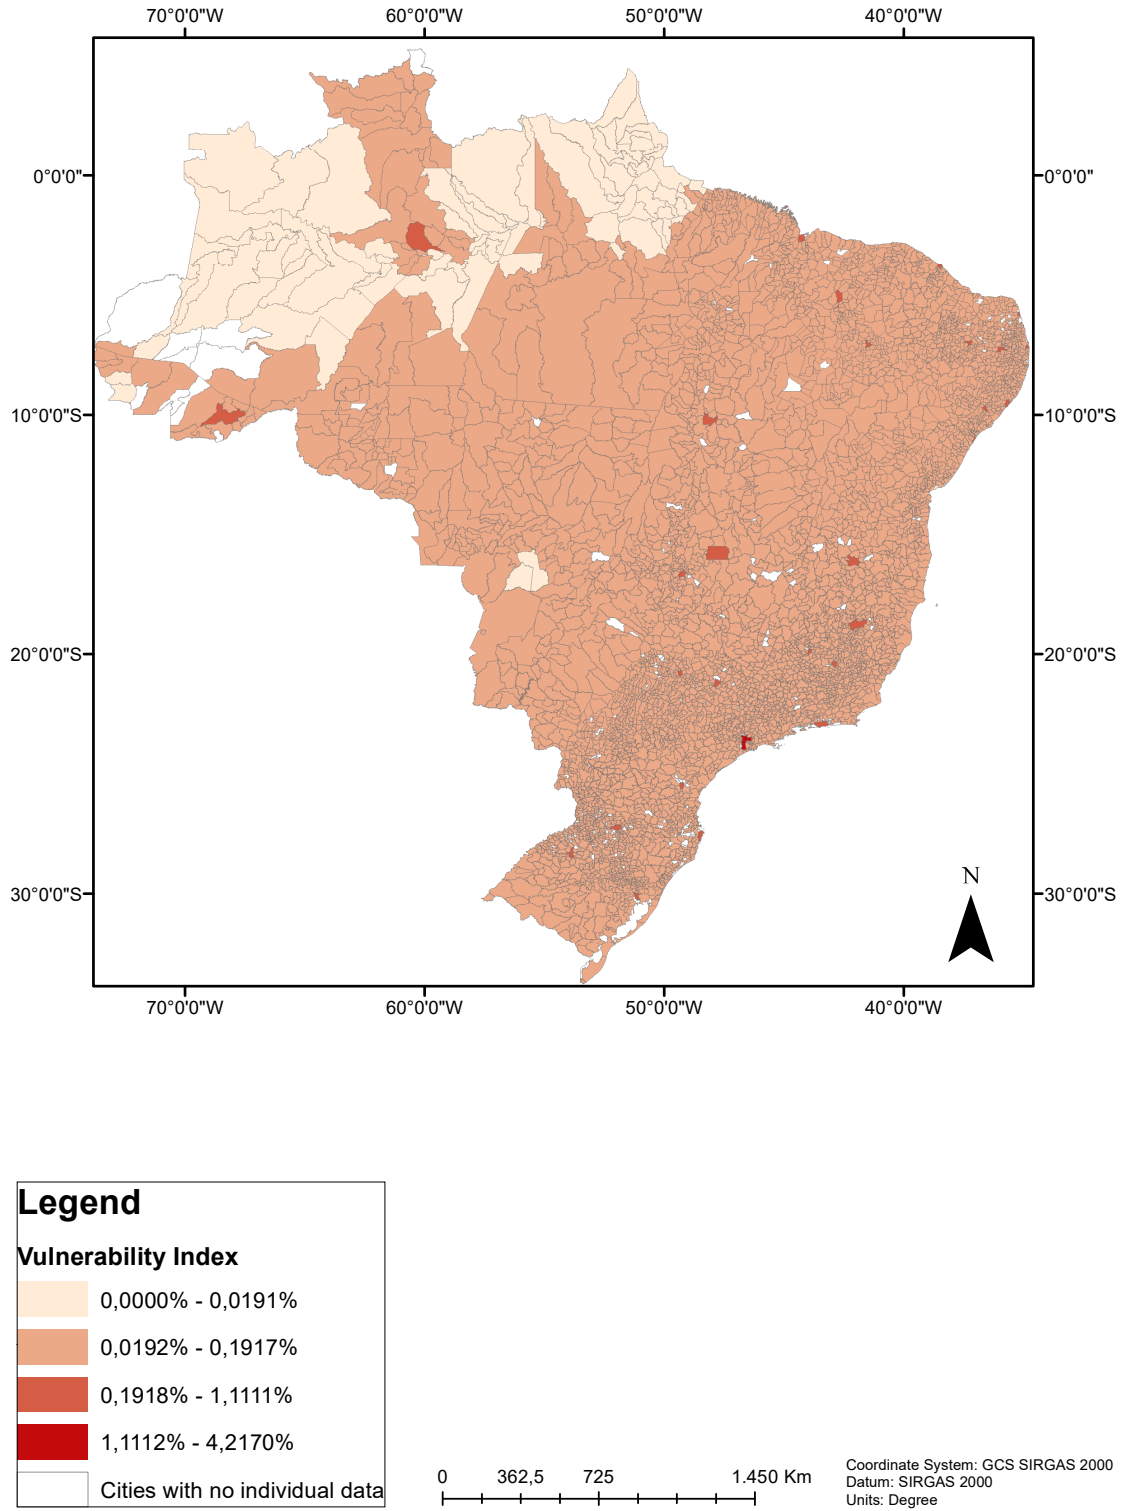 70°0'0"W 60°0'0"W 50°0'0"W 40°0'0"W
0°0'0" 0°0'0"
10°0'0"S 10°0'0"S
20°0'0"S 20°0'0"S
30°0'0"S 30°0'0"S
N
70°0'0"W 60°0'0"W 50°0'0"W 40°0'0"W
Legend
Vulnerability Index
0,0000% - 0,0191%
0,0192% - 0,1917%
0,1918% - 1,1111%
1,1112% - 4,2170%
Cities with no individual data
0 362,5 725 1.450 Km
Coordinate System: GCS SIRGAS 2000
Datum: SIRGAS 2000
Units: Degree